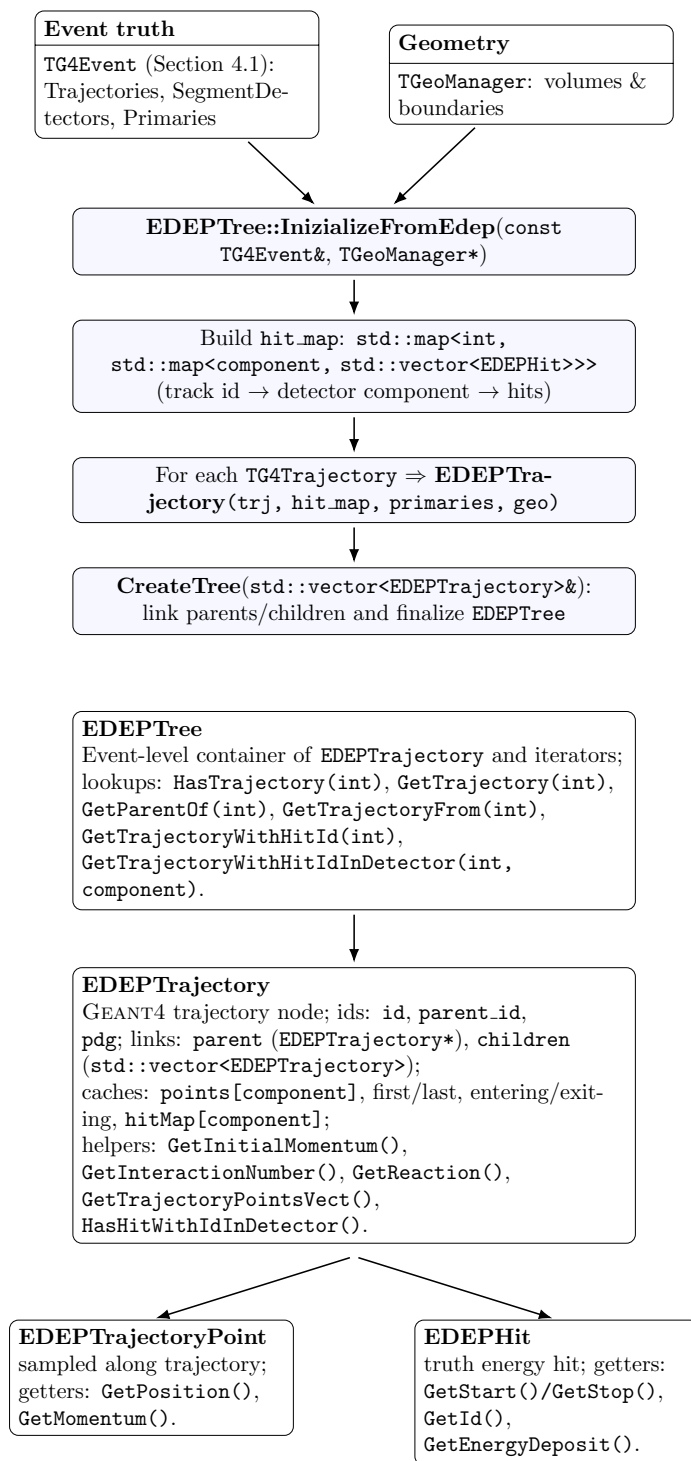 Event truth
TG4Event (Section 4.1):
Trajectories, SegmentDe-
tectors, Primaries
Geometry
TGeoManager: volumes &
boundaries
EDEPTree::InizializeFromEdep(const
TG4Event&, TGeoManager*)
Build hit_map: std::map<int,
std::map<component, std::vector<EDEPHit>>>
(track id → detector component → hits)
For each TG4Trajectory ⇒ EDEPTra-
jectory(trj, hit_map, primaries, geo)
CreateTree(std::vector<EDEPTrajectory>&):
link parents/children and finalize EDEPTree
EDEPTree
Event-level container of EDEPTrajectory and iterators;
lookups: HasTrajectory(int), GetTrajectory(int),
GetParentOf(int), GetTrajectoryFrom(int),
GetTrajectoryWithHitId(int),
GetTrajectoryWithHitIdInDetector(int,
component).
EDEPTrajectory
GEANT4 trajectory node; ids: id, parent_id,
pdg; links: parent (EDEPTrajectory*), children
(std::vector<EDEPTrajectory>);
caches: points[component], first/last, entering/exit-
ing, hitMap[component];
helpers: GetInitialMomentum(),
GetInteractionNumber(), GetReaction(),
GetTrajectoryPointsVect(),
HasHitWithIdInDetector().
EDEPTrajectoryPoint
sampled along trajectory;
getters: GetPosition(),
GetMomentum().
EDEPHit
truth energy hit; getters:
GetStart()/GetStop(),
GetId(),
GetEnergyDeposit().